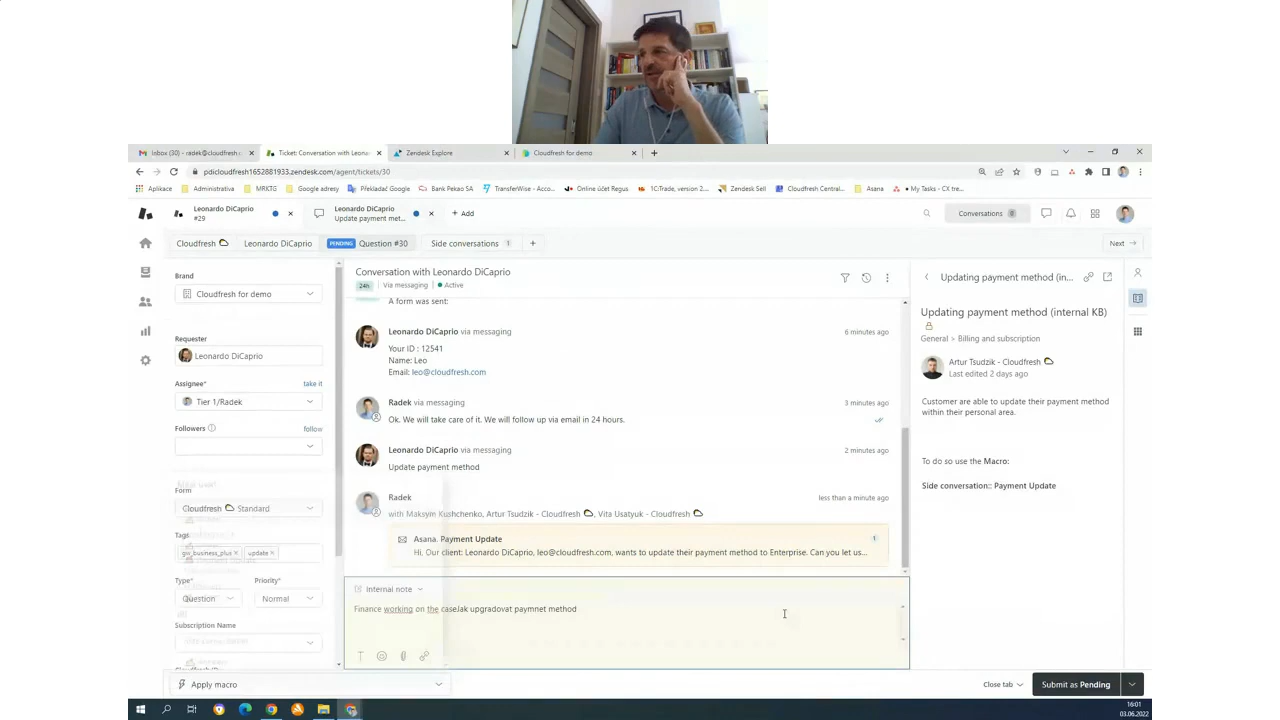 Inbox (30) - radek@cloudfresh.c
Ticket: Conversation with Leona
Zendesk Explore
Cloudfresh for demo
pdicloudfresh1652881933.zendesk.com/agent/tickets/30
Aplikace
Administrativa
MRKTG
Google adresy
Překladač Google
Bank Pekao SA
TransferWise - Acco...
Online účet Regus
1C:Trade, version 2....
Zendesk Sell
Cloudfresh Central...
Asana
My Tasks - CX tre...
Leonardo DiCaprio
#29
Leonardo DiCaprio
Update payment met...
+ Add
Conversations 0
Cloudfresh
Leonardo DiCaprio
PENDING Question #30
Side conversations 1
+
Next
Brand
Cloudfresh for demo
Requester
Leonardo DiCaprio
Assignee* take it
Tier 1/Radek
Followers follow
Form
Cloudfresh Standard
Tags
gw_business_plus × update ×
Type* Priority*
Question Normal
Subscription Name
Apply macro
Conversation with Leonardo DiCaprio
24h Via messaging Active
A form was sent:
Leonardo DiCaprio via messaging 6 minutes ago
Your ID : 12541
Name: Leo
Email: leo@cloudfresh.com
Radek via messaging 3 minutes ago
Ok. We will take care of it. We will follow up via email in 24 hours.
Leonardo DiCaprio via messaging 2 minutes ago
Update payment method
Radek less than a minute ago
with Maksym Kushchenko, Artur Tsudzik - Cloudfresh , Vita Usatyuk - Cloudfresh
Asana. Payment Update 1
Hi, Our client: Leonardo DiCaprio, leo@cloudfresh.com, wants to update their payment method to Enterprise. Can you let us...
Internal note
Finance working on the case.Jak upgradovat paymnet method
Updating payment method (in...
Updating payment method (internal KB)
General > Billing and subscription
Artur Tsudzik - Cloudfresh
Last edited 2 days ago
Customer are able to update their payment method
within their personal area.
To do so use the Macro:
Side conversation:: Payment Update
Close tab
Submit as Pending
16:01
03.06.2022